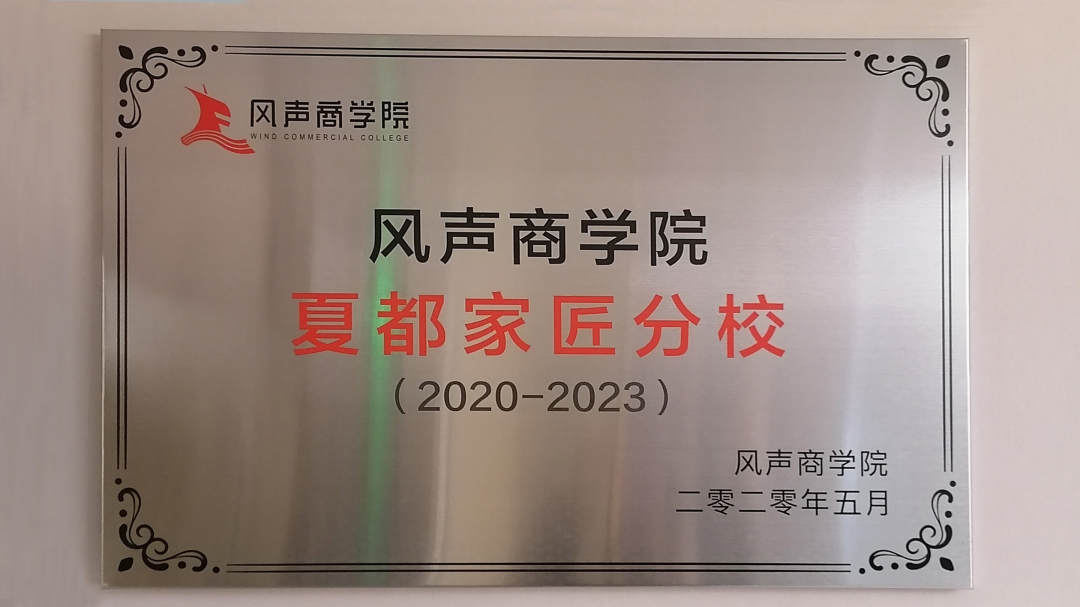 风声商学院
WIND COMMERCIAL COLLEGE
风声商学院
夏都家匠分校
(2020-2023)
风声商学院
二零二零年五月